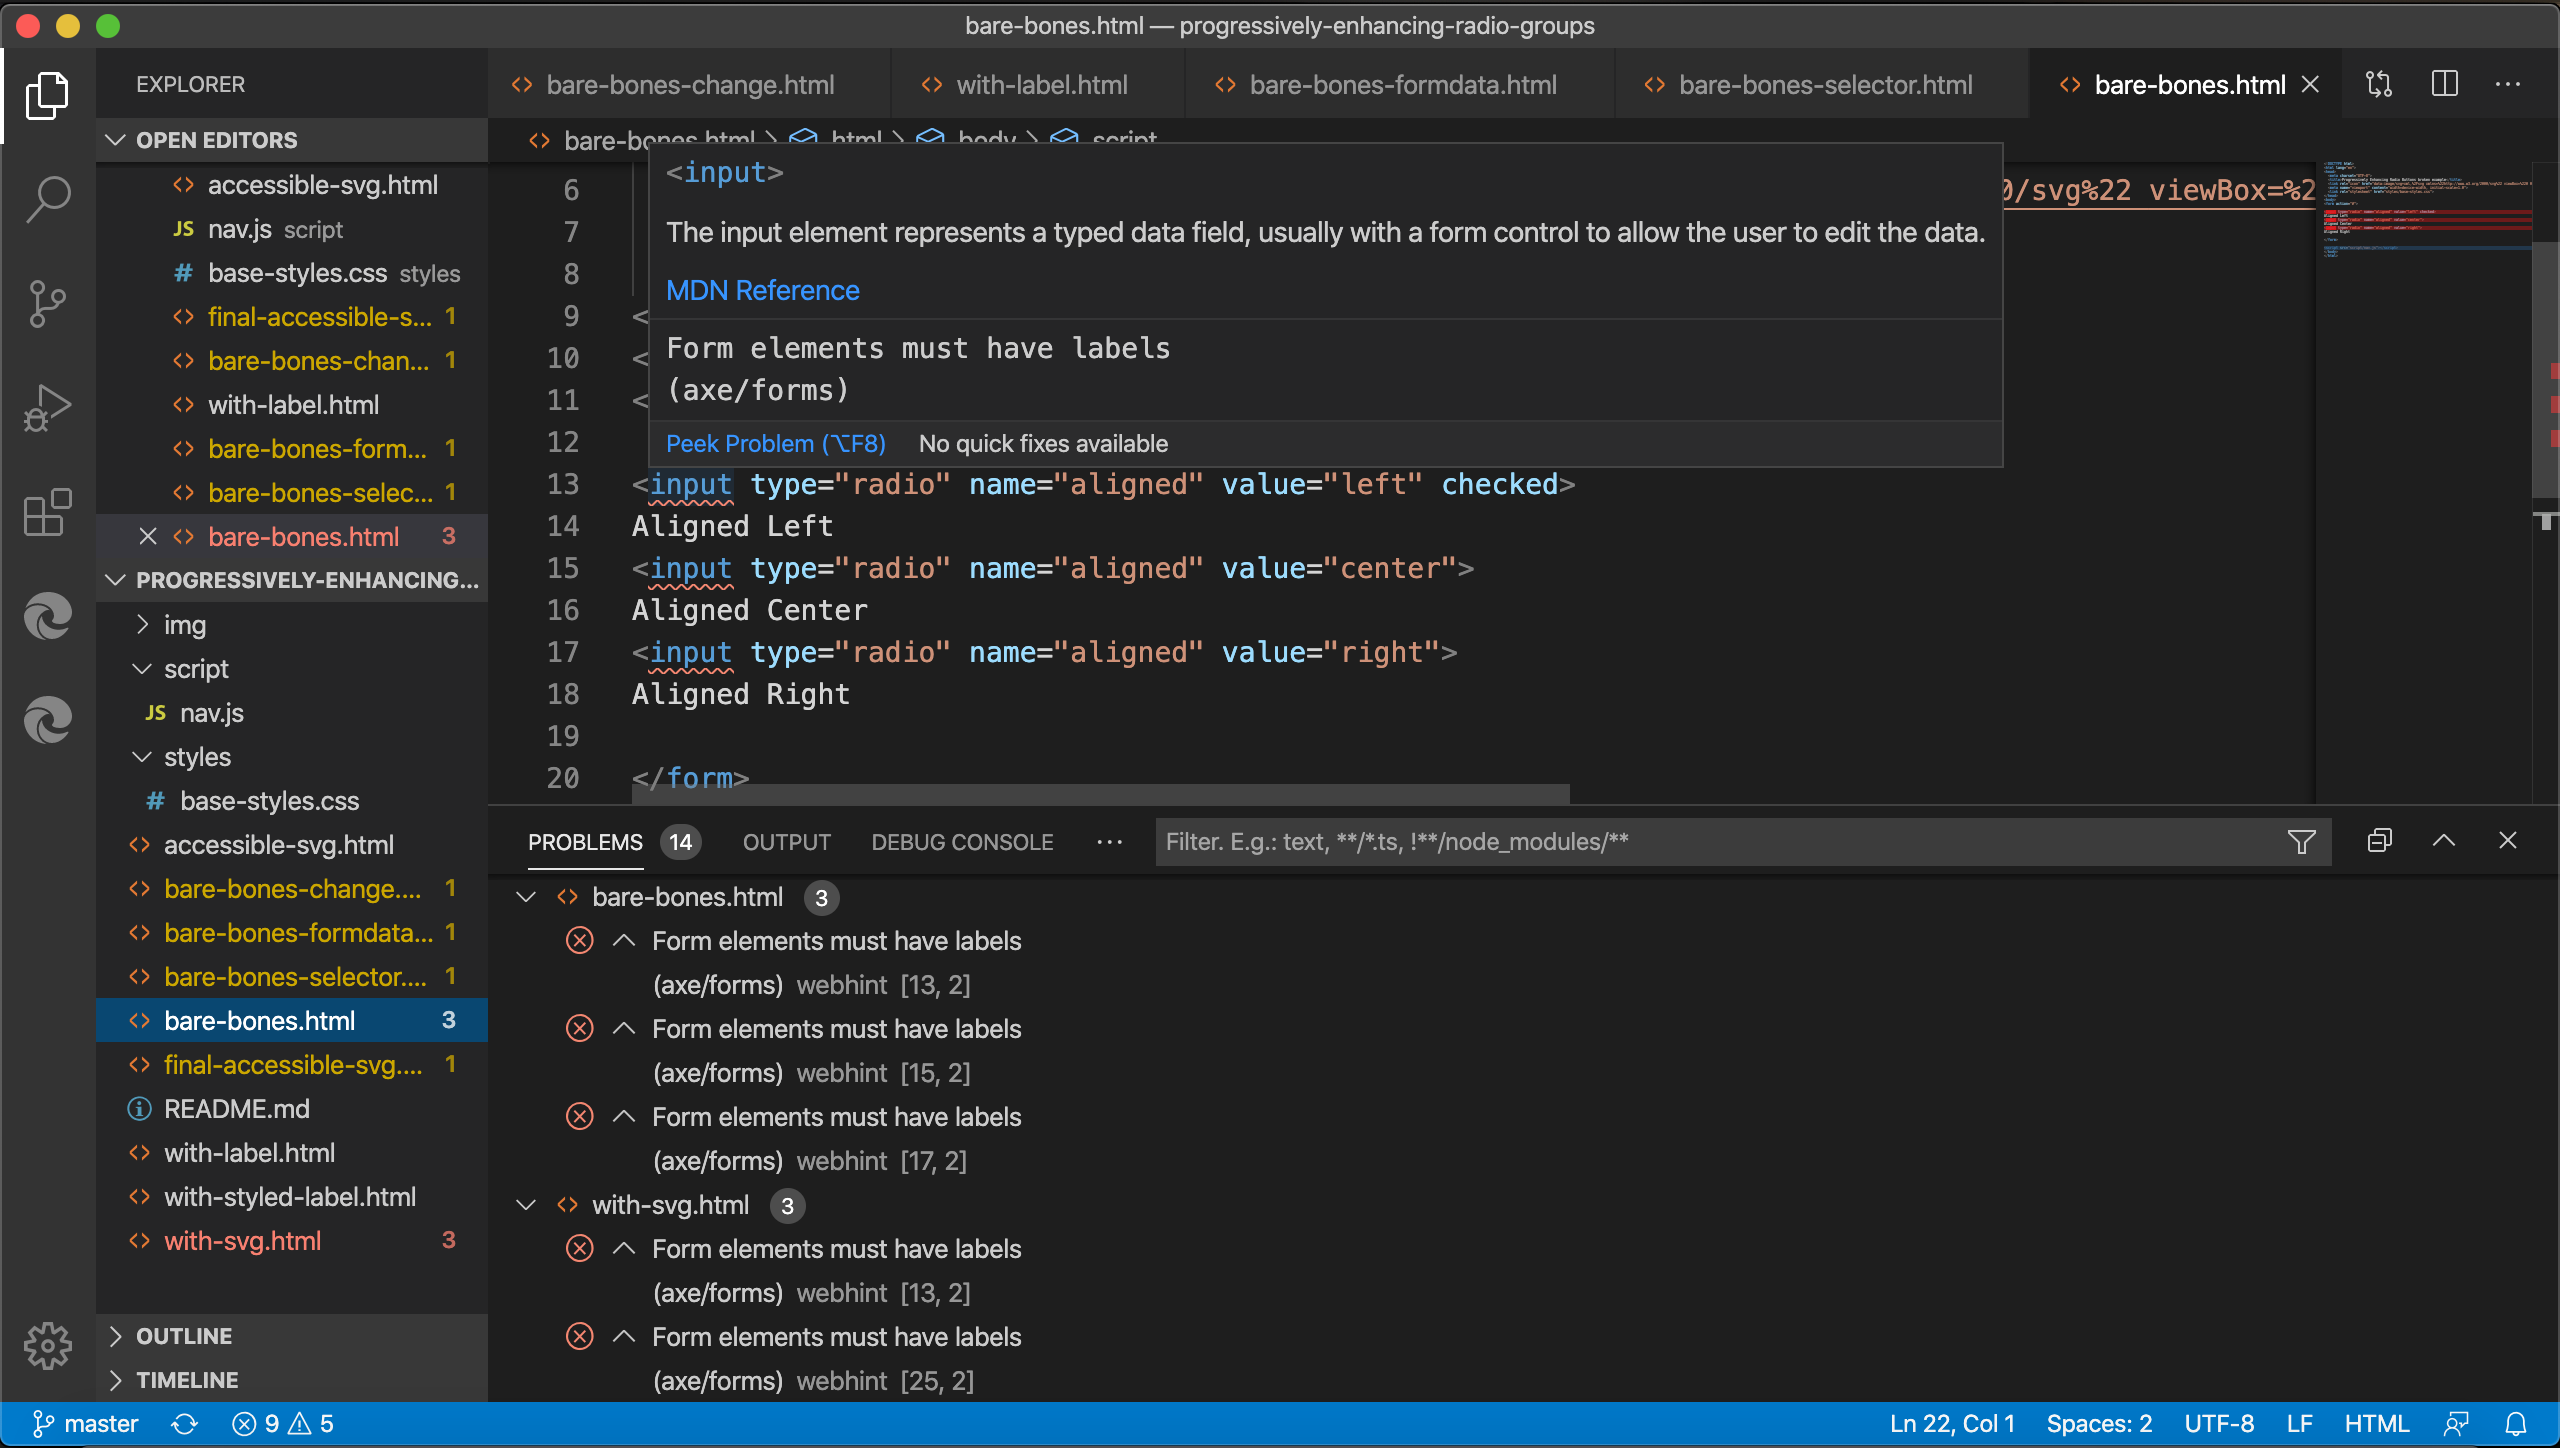 bare-bones.html — progressively-enhancing-radio-groups
EXPLORER
OPEN EDITORS
accessible-svg.html
JS nav.js script
# base-styles.css styles
final-accessible-s... 1
bare-bones-chan... 1
with-label.html
bare-bones-form... 1
bare-bones-selec... 1
bare-bones.html 3
PROGRESSIVELY-ENHANCING...
img
script
JS nav.js
styles
# base-styles.css
accessible-svg.html
bare-bones-change.... 1
bare-bones-formdata... 1
bare-bones-selector.... 1
bare-bones.html 3
final-accessible-svg.... 1
README.md
with-label.html
with-styled-label.html
with-svg.html 3
OUTLINE
TIMELINE
bare-bones-change.html
with-label.html
bare-bones-formdata.html
bare-bones-selector.html
bare-bones.html
bare-bones.html > html > body > script
<input>
The input element represents a typed data field, usually with a form control to allow the user to edit the data.
MDN Reference
Form elements must have labels
(axe/forms)
Peek Problem (⌥F8) No quick fixes available
6 0/svg%22 viewBox=%2
7
8
9 <
10 <
11 <
12
13 <input type="radio" name="aligned" value="left" checked>
14 Aligned Left
15 <input type="radio" name="aligned" value="center">
16 Aligned Center
17 <input type="radio" name="aligned" value="right">
18 Aligned Right
19
20 </form>
PROBLEMS 14 OUTPUT DEBUG CONSOLE ... Filter. E.g.: text, **/*.ts, !**/node_modules/**
bare-bones.html 3
Form elements must have labels
(axe/forms) webhint [13, 2]
Form elements must have labels
(axe/forms) webhint [15, 2]
Form elements must have labels
(axe/forms) webhint [17, 2]
with-svg.html 3
Form elements must have labels
(axe/forms) webhint [13, 2]
Form elements must have labels
(axe/forms) webhint [25, 2]
master 9 5
Ln 22, Col 1 Spaces: 2 UTF-8 LF HTML